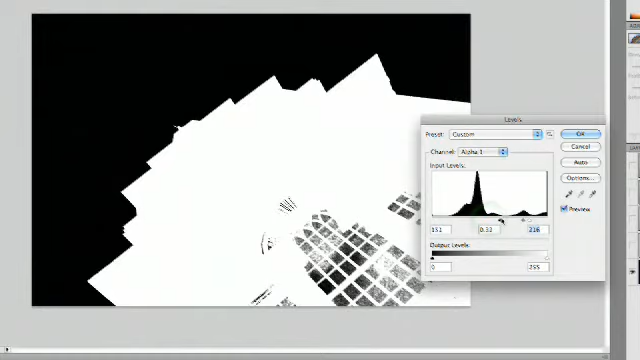 Levels
Preset: Custom
OK
Cancel
Channel: Alpha 1
Auto
Input Levels:
Options...
Preview
131 0.32 216
Output Levels:
0 255